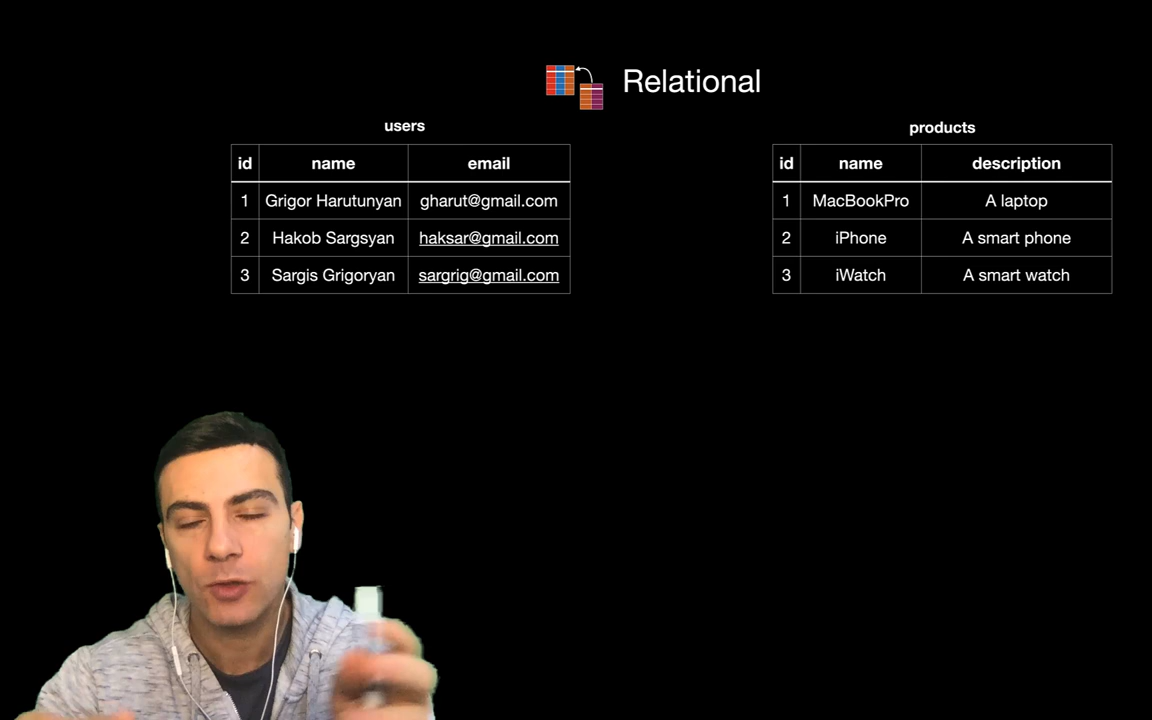 Relational
users
id name email
1 Grigor Harutunyan gharut@gmail.com
2 Hakob Sargsyan haksar@gmail.com
3 Sargis Grigoryan sargrig@gmail.com
products
id name description
1 MacBookPro A laptop
2 iPhone A smart phone
3 iWatch A smart watch